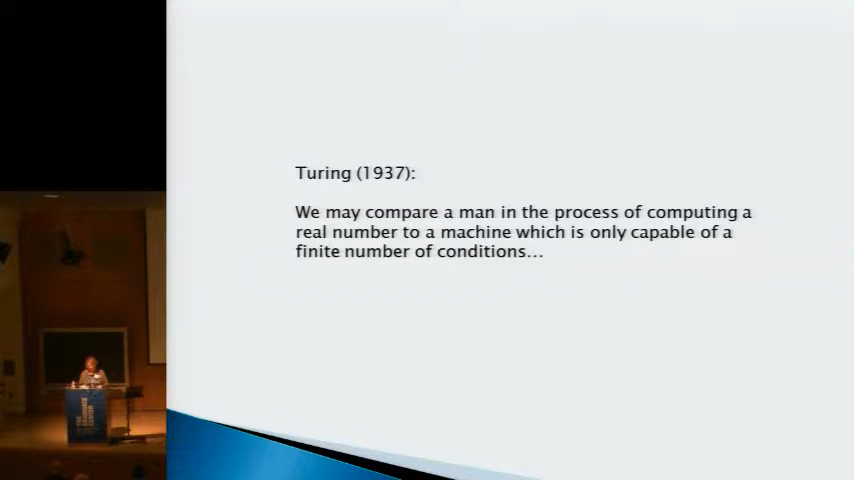 Turing (1937):
We may compare a man in the process of computing a
real number to a machine which is only capable of a
finite number of conditions…